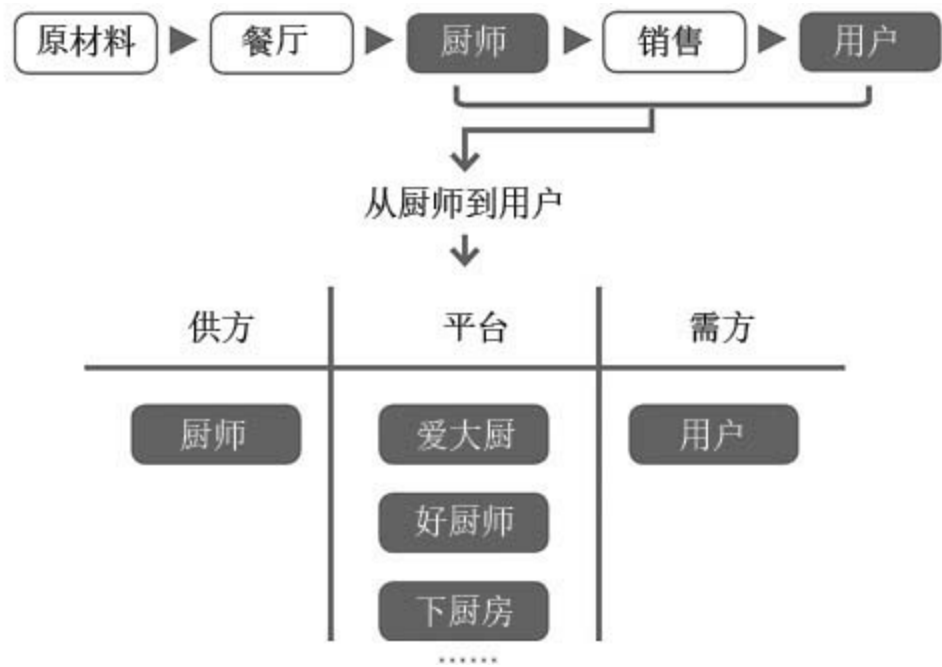 原材料 餐厅 厨师 销售 用户
从厨师到用户
供方 平台 需方
厨师 爱大厨 用户
好厨师
下厨房
……